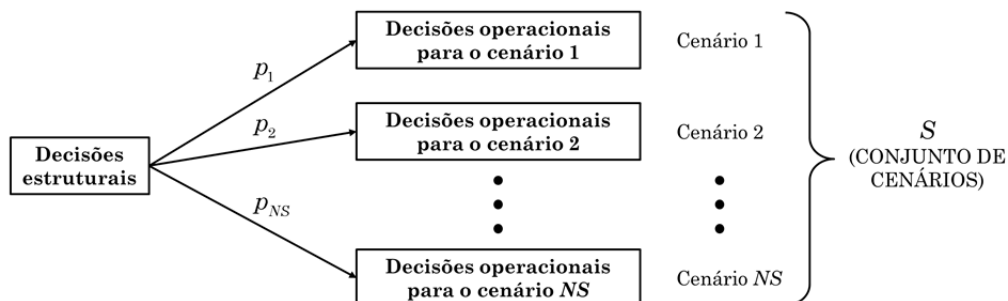 Decisões operacionais
para o cenário 1
Cenário 1
p1
Decisões operacionais
para o cenário 2
Cenário 2
p2
Decisões
estruturais
S
(CONJUNTO DE
CENÁRIOS)
pNS
Decisões operacionais
para o cenário NS
Cenário NS